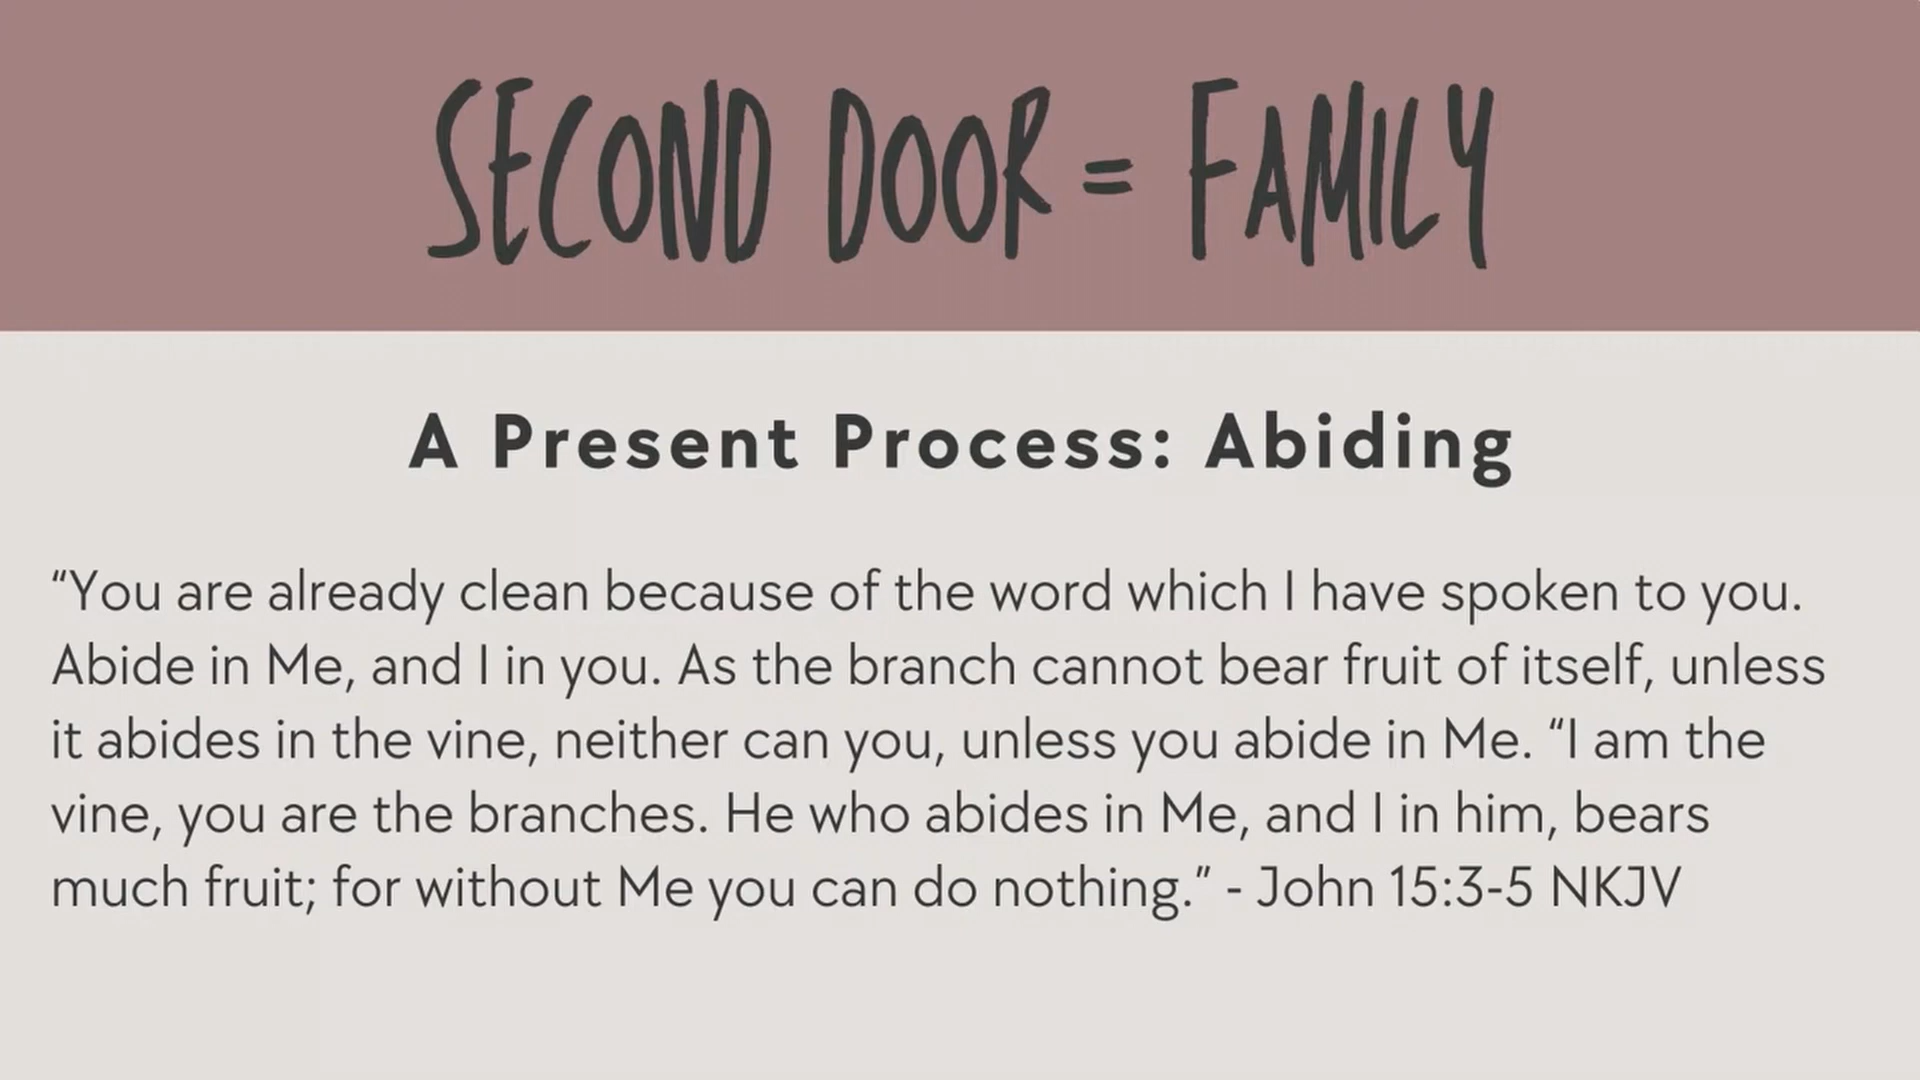 SECOND DOOR = FAMILY
A Present Process: Abiding
“You are already clean because of the word which I have spoken to you.
Abide in Me, and I in you. As the branch cannot bear fruit of itself, unless
it abides in the vine, neither can you, unless you abide in Me. “I am the
vine, you are the branches. He who abides in Me, and I in him, bears
much fruit; for without Me you can do nothing.” - John 15:3-5 NKJV